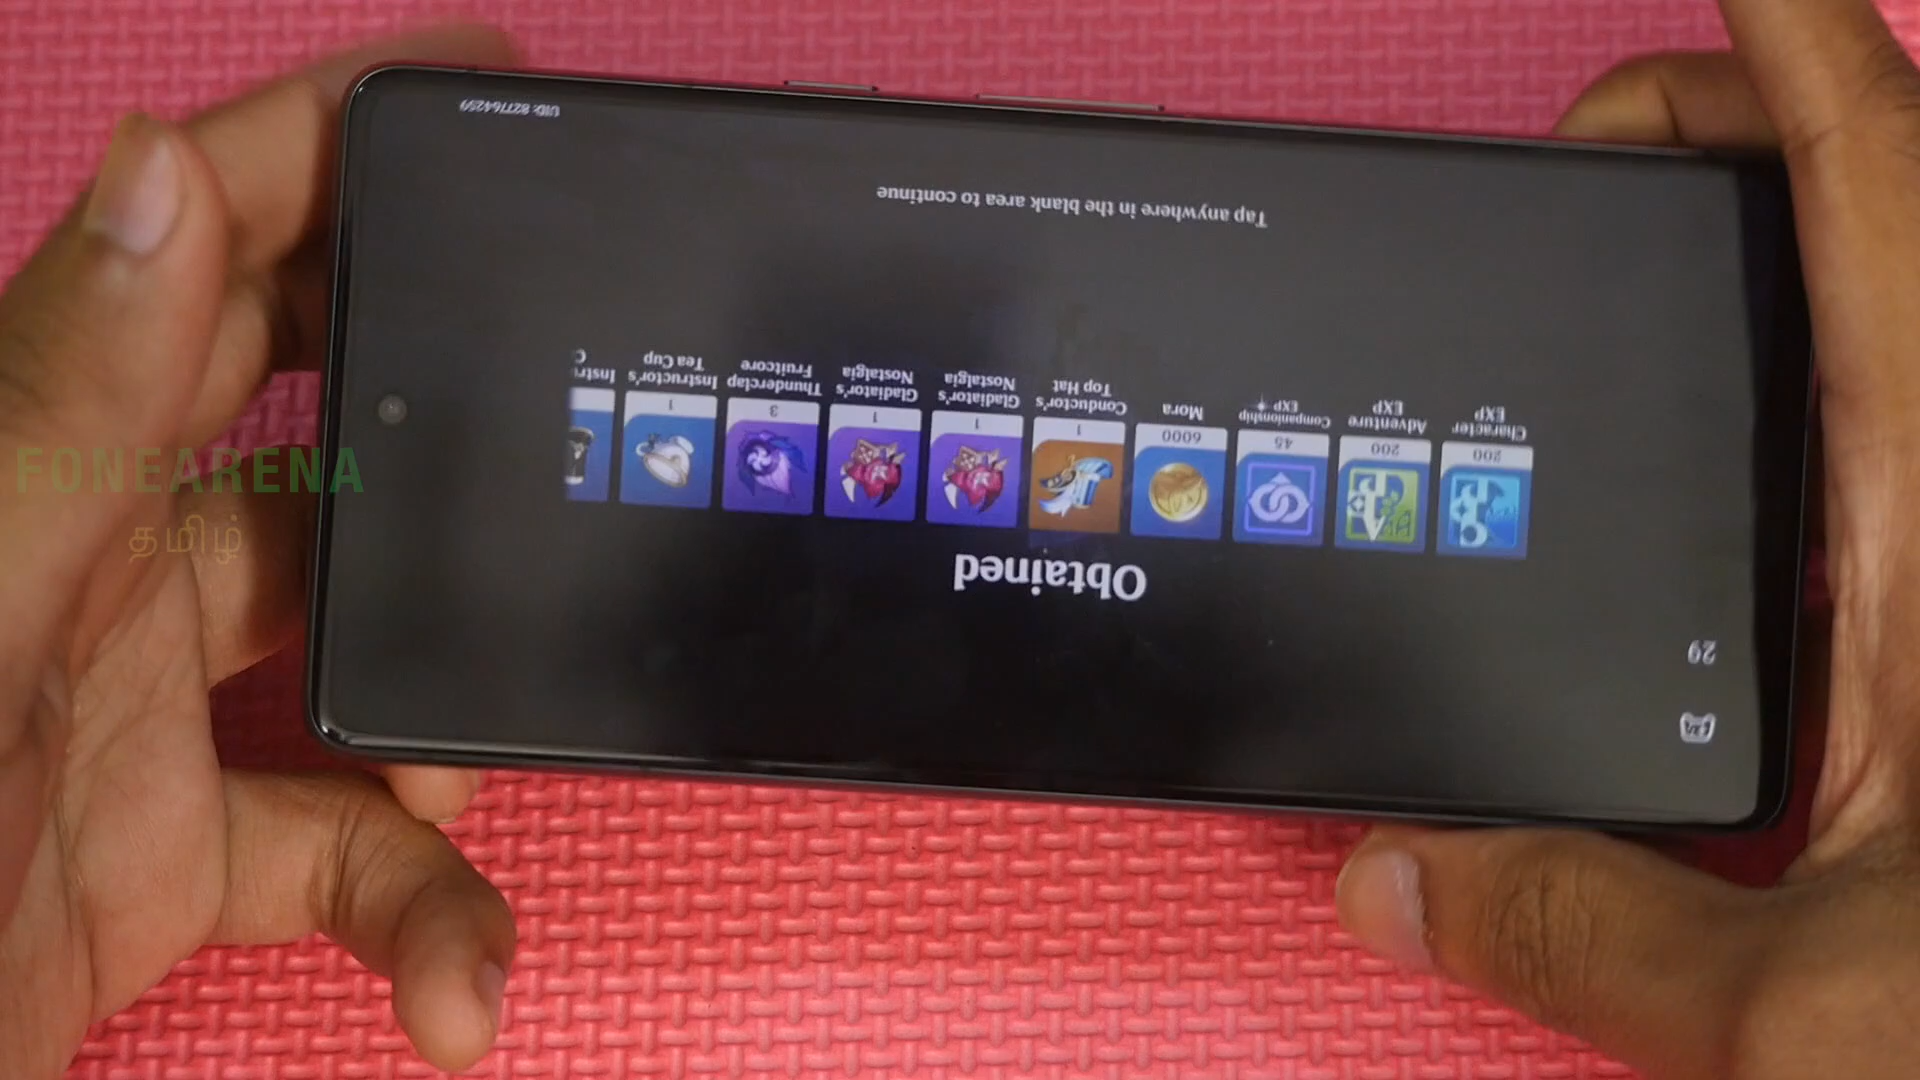 29
Obtained
200
Character
EXP
200
Adventure
EXP
45
Companionship
EXP
6000
Mora
1
Conductor's
Top Hat
1
Gladiator's
Nostalgia
1
Gladiator's
Nostalgia
3
Thunderclap
Fruitcore
1
Instructor's
Tea Cup
Instr
C
Tap anywhere in the blank area to continue
UID: 827764259
FONEARENA
தமிழ்